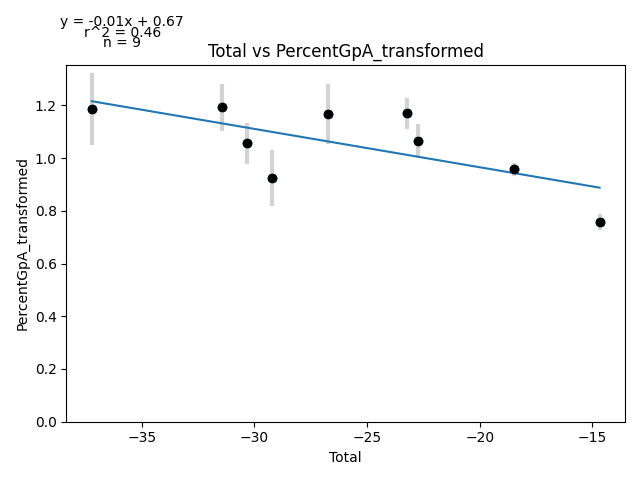 y = -0.01x + 0.67
r^2 = 0.46
n = 9
Total vs PercentGpA_transformed
PercentGpA_transformed
1.2
1.0
0.8
0.6
0.4
0.2
0.0
−35
−30
−25
−20
−15
Total